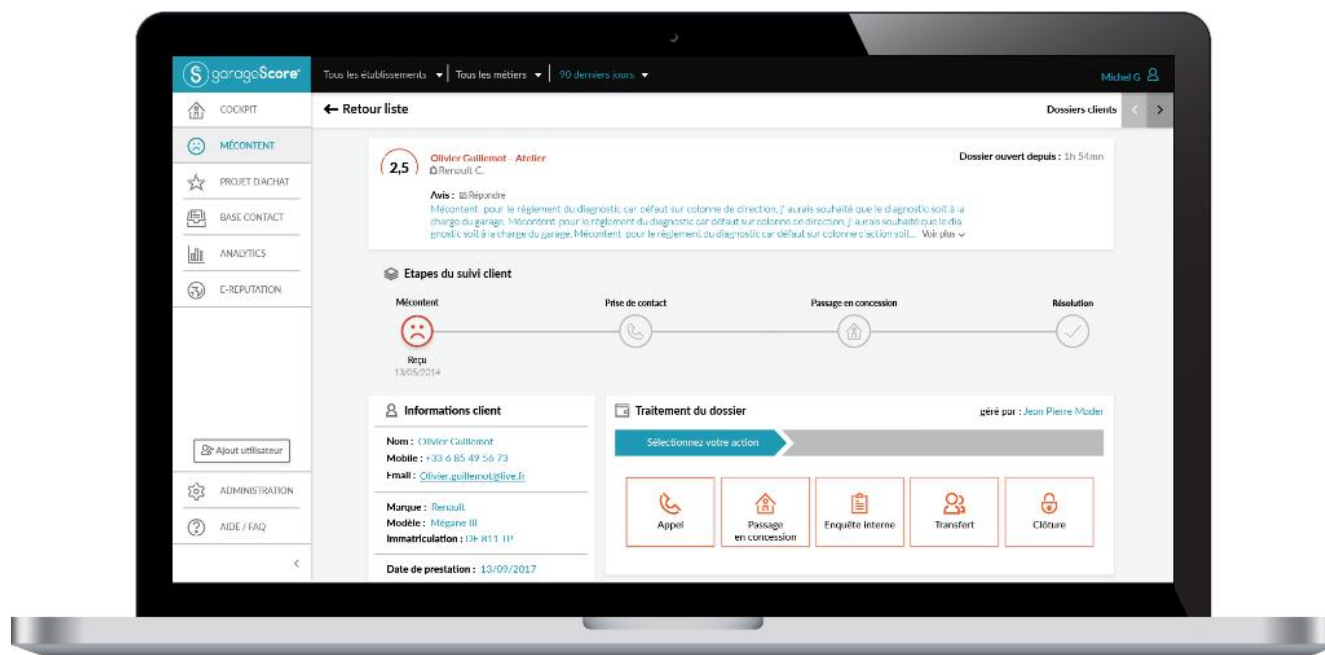 garageScore
Tous les établissements
Tous les métiers
90 derniers jours
Michel G
COCKPIT
MÉCONTENT
PROJET D'ACHAT
BASE CONTACT
ANALYTICS
E-REPUTATION
Ajout utilisateur
ADMINISTRATION
AIDE / FAQ
← Retour liste
Dossiers clients
2,5
Olivier Guillemot - Atelier
Renault C.
Dossier ouvert depuis : 1h 54mn
Avis : Répondre
Mécontent pour le règlement du diagnostic car défaut sur colonne de direction, j' aurais souhaité que le diagnostic soit à la
charge du garage, Mécontent pour le règlement du diagnostic car défaut sur colonne de direction, j' aurais souhaité que le dia
gnostic soit à la charge du garage, Mécontent pour le règlement du diagnostic car défaut sur colonne d'action soit... Voir plus
Etapes du suivi client
Mécontent
Prise de contact
Passage en concession
Résolution
Reçu
13/05/2014
Informations client
Nom : Olivier Guillemot
Mobile : +33 6 85 49 56 73
Email : Olivier.guillemot@live.fr
Marque : Renault
Modèle : Mégane III
Immatriculation : DE 811 TP
Date de prestation : 13/09/2017
Traitement du dossier
géré par : Jean Pierre Mader
Sélectionnez votre action
Appel
Passage
en concession
Enquête interne
Transfert
Clôture